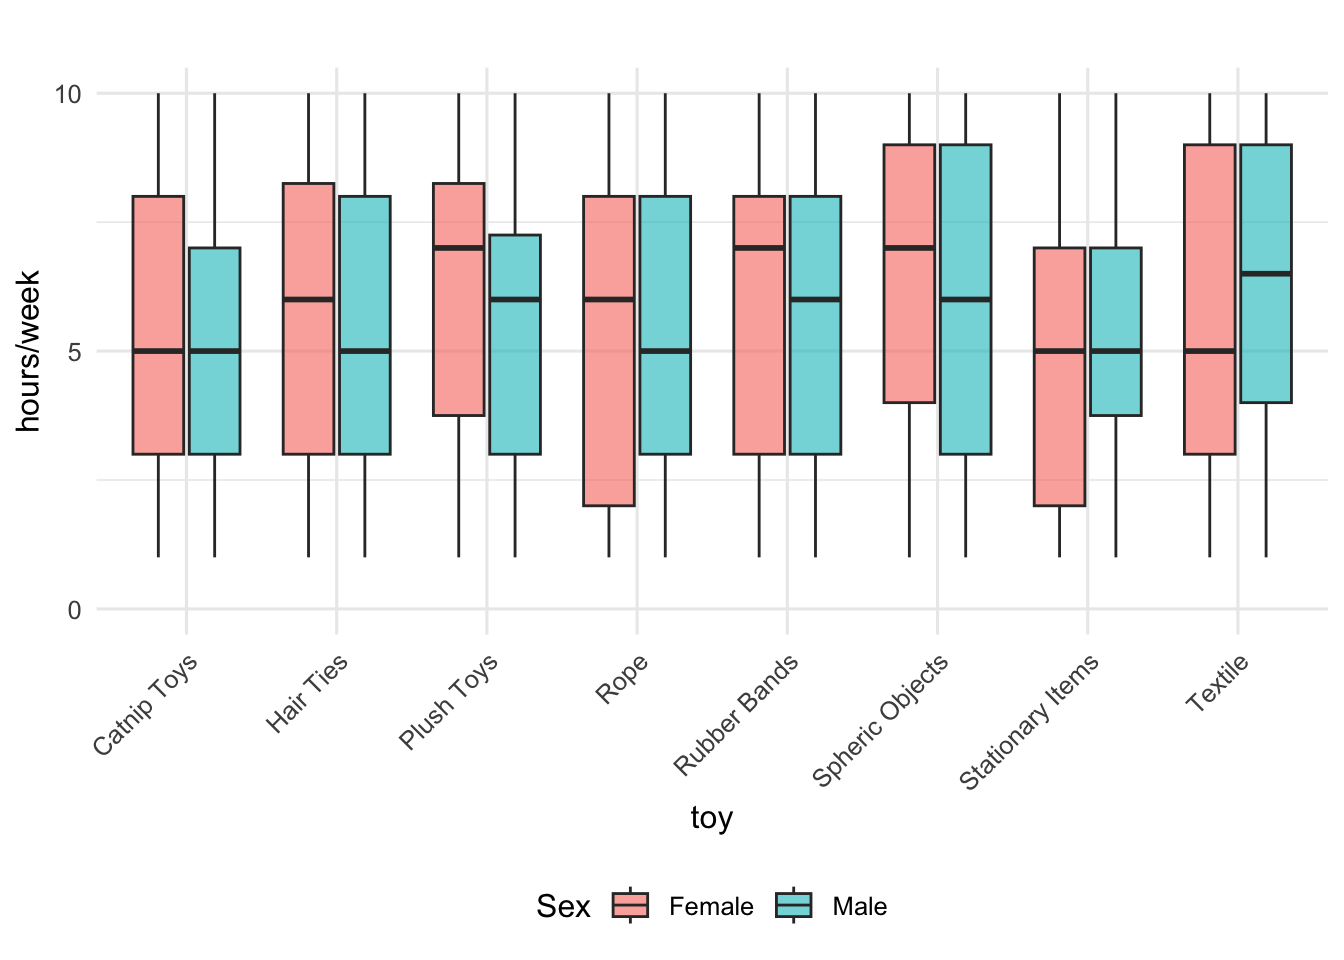 10
5
0
hours/week
Catnip Toys
Hair Ties
Plush Toys
Rope
Rubber Bands
Spheric Objects
Stationary Items
Textile
toy
Sex Female Male